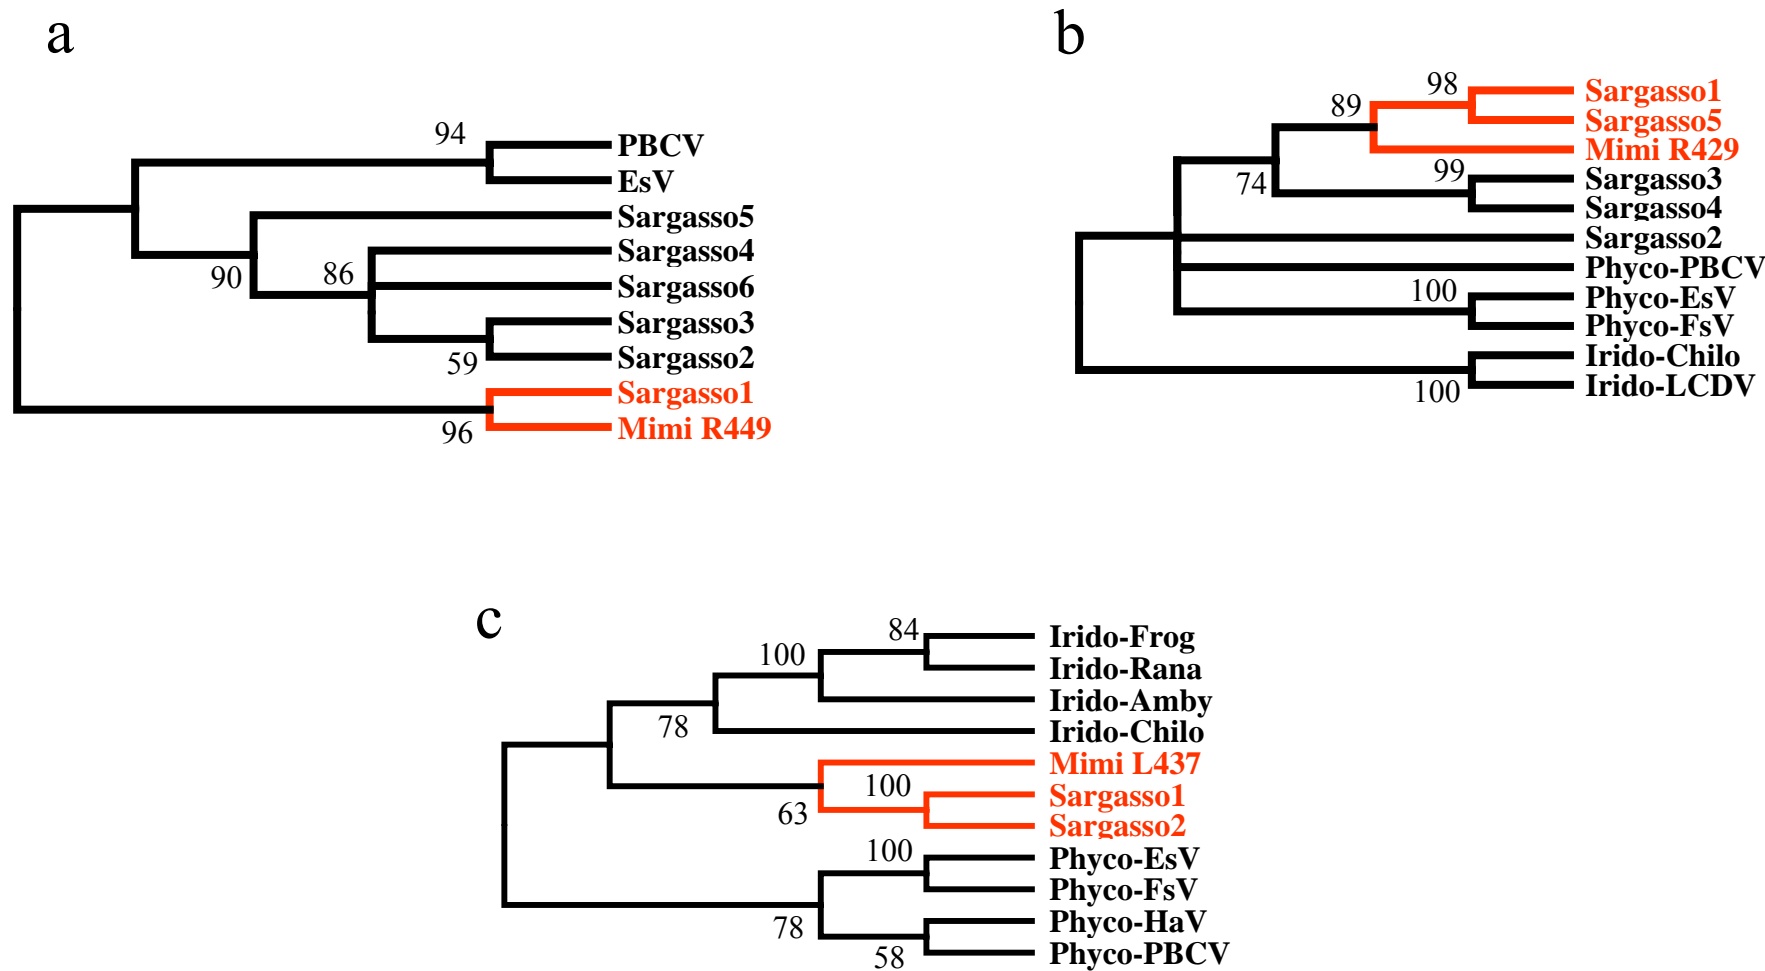 a
94
PBCV
EsV
Sargasso5
90
86
Sargasso4
Sargasso6
Sargasso3
59
Sargasso2
Sargasso1
96
Mimi R449
b
98
Sargasso1
89
Sargasso5
Mimi R429
99
Sargasso3
74
Sargasso4
Sargasso2
Phyco-PBCV
100
Phyco-EsV
Phyco-FsV
Irido-Chilo
100
Irido-LCDV
c
84
Irido-Frog
100
Irido-Rana
Irido-Amby
78
Irido-Chilo
Mimi L437
100
Sargasso1
63
Sargasso2
100
Phyco-EsV
Phyco-FsV
78
Phyco-HaV
58
Phyco-PBCV